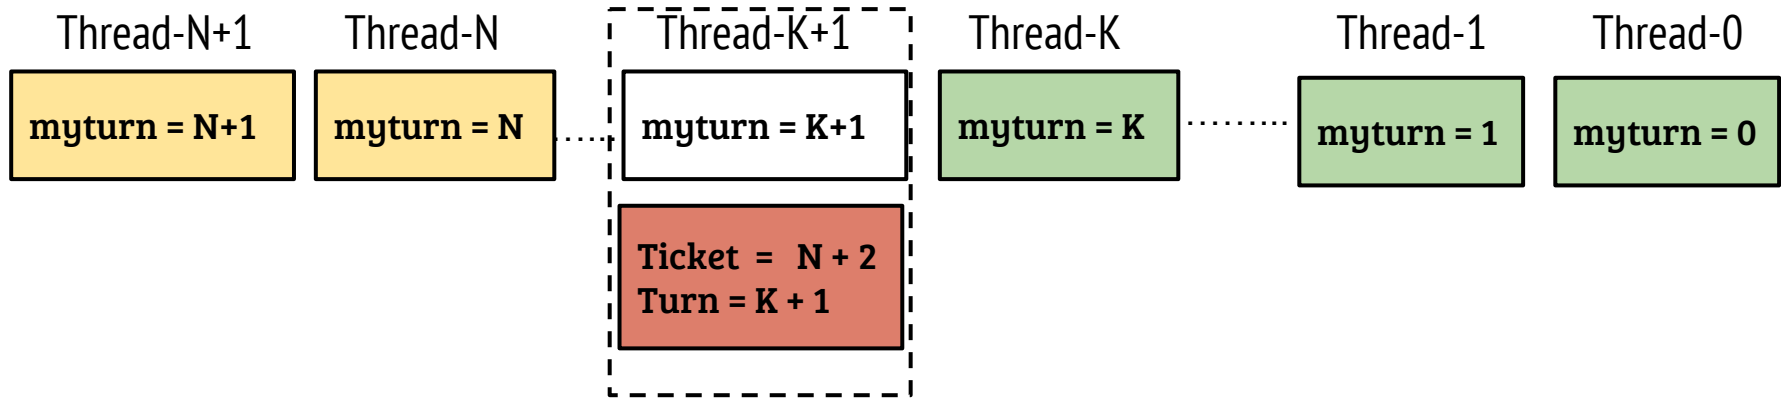 Thread-N+1 Thread-N Thread-K+1 Thread-K Thread-1 Thread-0
myturn = N+1 myturn = N myturn = K+1 myturn = K myturn = 1 myturn = 0
Ticket = N + 2
Turn = K + 1